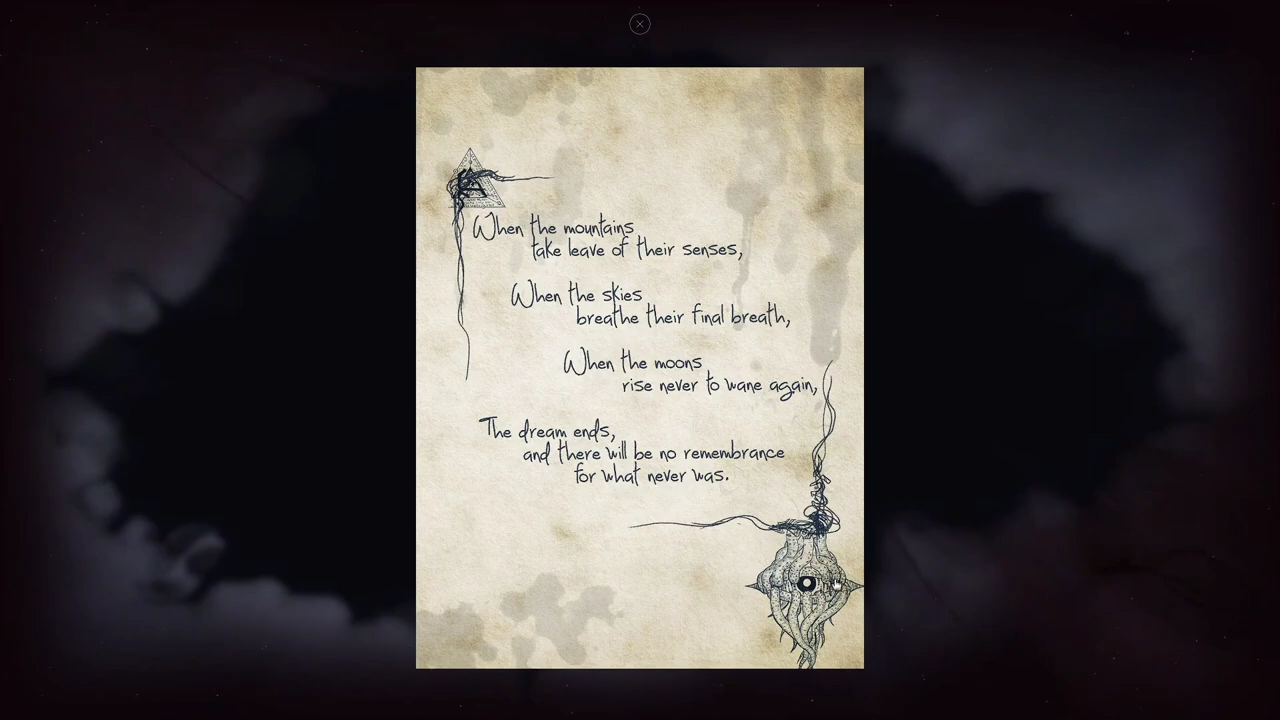 When the mountains
take leave of their senses,
When the skies
breathe their final breath,
When the moons
rise never to wane again,
The dream ends,
and there will be no remembrance
for what never was.